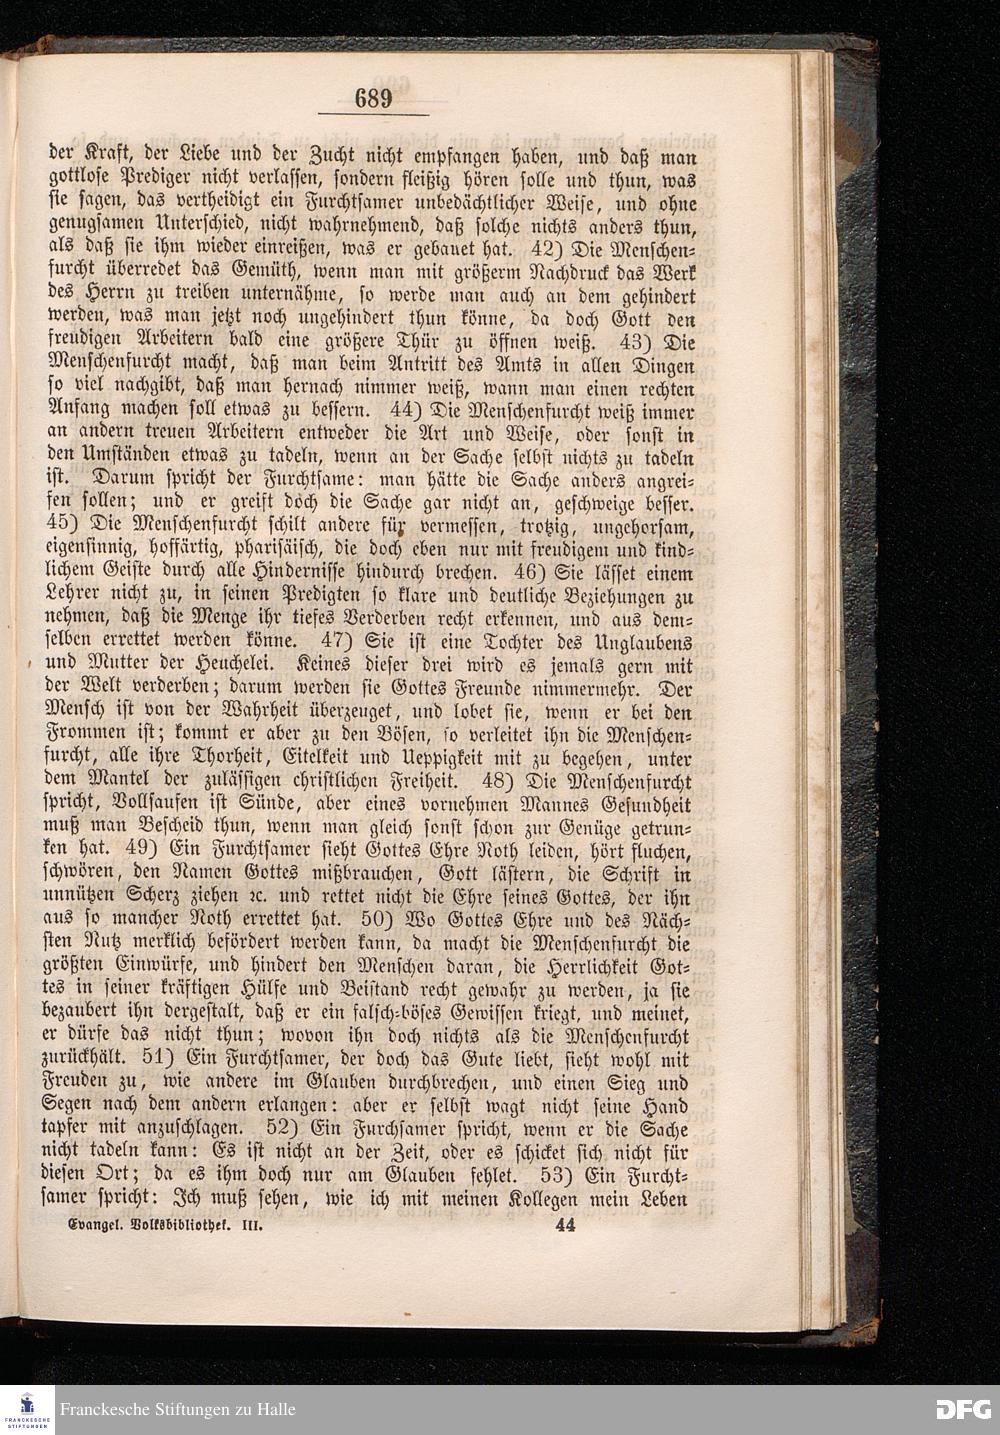 689
der Kraft, der Liebe und der Zucht nicht empfangen haben, und daß man
gottlose Prediger nicht verlassen, sondern fleißig hören solle und thun, was
sie sagen, das vertheidigt ein Furchtsamer unbedächtlicher Weise, und ohne
genugsamen Unterschied, nicht wahrnehmend, daß solche nichts anders thun,
als daß sie ihm wieder einreißen, was er gebauet hat. 42) Die Menschen-
furcht überredet das Gemüth, wenn man mit größerm Nachdruck das Werk
des Herrn zu treiben unternähme, so werde man auch an dem gehindert
werden, was man jetzt noch ungehindert thun könne, da doch Gott den
freudigen Arbeitern bald eine größere Thür zu öffnen weiß. 43) Die
Menschenfurcht macht, daß man beim Antritt des Amts in allen Dingen
so viel nachgibt, daß man hernach nimmer weiß, wann man einen rechten
Anfang machen soll etwas zu bessern. 44) Die Menschenfurcht weiß immer
an andern treuen Arbeitern entweder die Art und Weise, oder sonst in
den Umständen etwas zu tadeln, wenn an der Sache selbst nichts zu tadeln
ist. Darum spricht der Furchtsame: man hätte die Sache anders angrei-
fen sollen; und er greift doch die Sache gar nicht an, geschweige besser.
45) Die Menschenfurcht schilt andere für vermessen, trotzig, ungehorsam,
eigensinnig, hoffärtig, pharisäisch, die doch eben nur mit freudigem und kind-
lichem Geiste durch alle Hindernisse hindurch brechen. 46) Sie lässet einem
Lehrer nicht zu, in seinen Predigten so klare und deutliche Beziehungen zu
nehmen, daß die Menge ihr tiefes Verderben recht erkennen, und aus dem-
selben errettet werden könne. 47) Sie ist eine Tochter des Unglaubens
und Mutter der Heuchelei. Keines dieser drei wird es jemals gern mit
der Welt verderben; darum werden sie Gottes Freunde nimmermehr. Der
Mensch ist von der Wahrheit überzeuget, und lobet sie, wenn er bei den
Frommen ist; kommt er aber zu den Bösen, so verleitet ihn die Menschen-
furcht, alle ihre Thorheit, Eitelkeit und Ueppigkeit mit zu begehen, unter
dem Mantel der zulässigen christlichen Freiheit. 48) Die Menschenfurcht
spricht, Vollsaufen ist Sünde, aber eines vornehmen Mannes Gesundheit
muß man Bescheid thun, wenn man gleich sonst schon zur Genüge getrun-
ken hat. 49) Ein Furchtsamer sieht Gottes Ehre Noth leiden, hört fluchen,
schwören, den Namen Gottes mißbrauchen, Gott lästern, die Schrift in
unnützen Scherz ziehen ꝛc. und rettet nicht die Ehre seines Gottes, der ihn
aus so mancher Noth errettet hat. 50) Wo Gottes Ehre und des Näch-
sten Nutz merklich befördert werden kann, da macht die Menschenfurcht die
größten Einwürfe, und hindert den Menschen daran, die Herrlichkeit Got-
tes in seiner kräftigen Hülfe und Beistand recht gewahr zu werden, ja sie
bezaubert ihn dergestalt, daß er ein falsch-böses Gewissen kriegt, und meinet,
er dürfe das nicht thun; wovon ihn doch nichts als die Menschenfurcht
zurückhält. 51) Ein Furchtsamer, der doch das Gute liebt, sieht wohl mit
Freuden zu, wie andere im Glauben durchbrechen, und einen Sieg und
Segen nach dem andern erlangen: aber er selbst wagt nicht seine Hand
tapfer mit anzuschlagen. 52) Ein Furchsamer spricht, wenn er die Sache
nicht tadeln kann: Es ist nicht an der Zeit, oder es schicket sich nicht für
diesen Ort; da es ihm doch nur am Glauben fehlet. 53) Ein Furcht-
samer spricht: Ich muß sehen, wie ich mit meinen Kollegen mein Leben
Evangel. Volksbibliothek. III. 44
FRANCKESCHE
STIFTUNGEN
Franckesche Stiftungen zu Halle
DFG